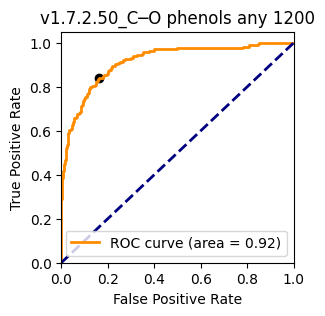 v1.7.2.50_C─O phenols any 1200
1.0
0.8
0.6
0.4
0.2
0.0
True Positive Rate
ROC curve (area = 0.92)
0.0 0.2 0.4 0.6 0.8 1.0
False Positive Rate